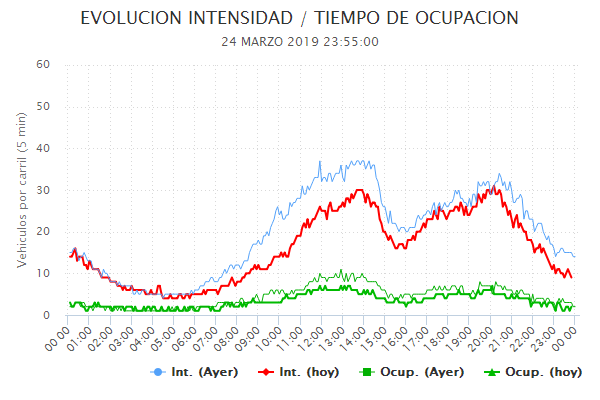 EVOLUCION INTENSIDAD / TIEMPO DE OCUPACION
24 MARZO 2019 23:55:00
Vehiculos por carril (5 min)
60
50
40
30
20
10
0
00:00 01:00 02:00 03:00 04:00 05:00 06:00 07:00 08:00 09:00 10:00 11:00 12:00 13:00 14:00 15:00 16:00 17:00 18:00 19:00 20:00 21:00 22:00 23:00 00:00
Int. (Ayer) Int. (hoy) Ocup. (Ayer) Ocup. (hoy)